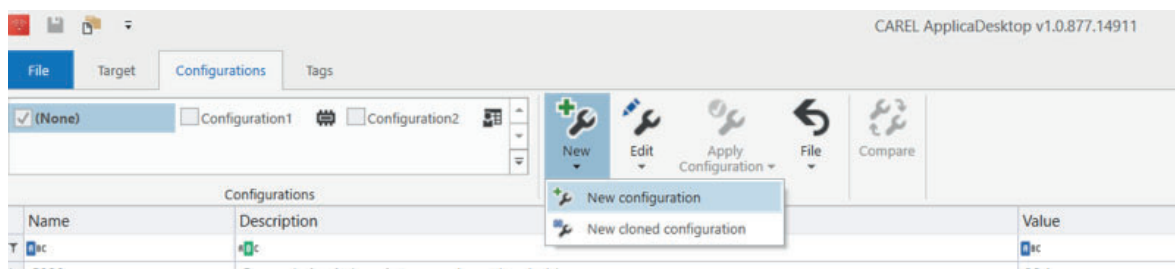 CAREL ApplicaDesktop v1.0.877.14911
File Target Configurations Tags
(None) Configuration1 Configuration2
New Edit Apply Configuration File Compare
Configurations
New configuration
New cloned configuration
Name Description Value